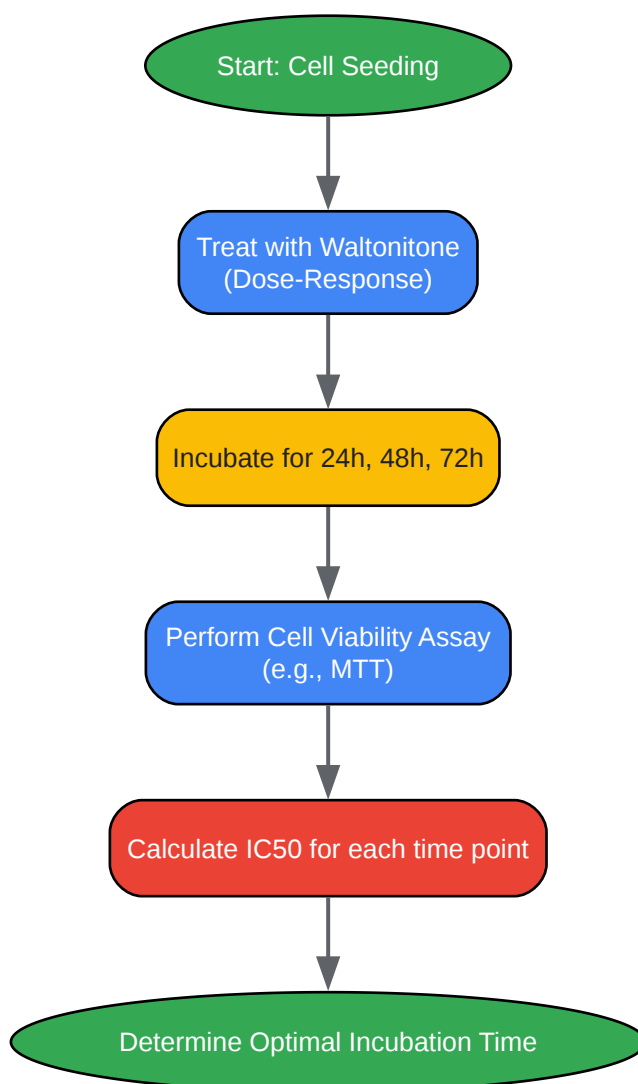 Start: Cell Seeding
Treat with Waltonitone
(Dose-Response)
Incubate for 24h, 48h, 72h
Perform Cell Viability Assay
(e.g., MTT)
Calculate IC50 for each time point
Determine Optimal Incubation Time